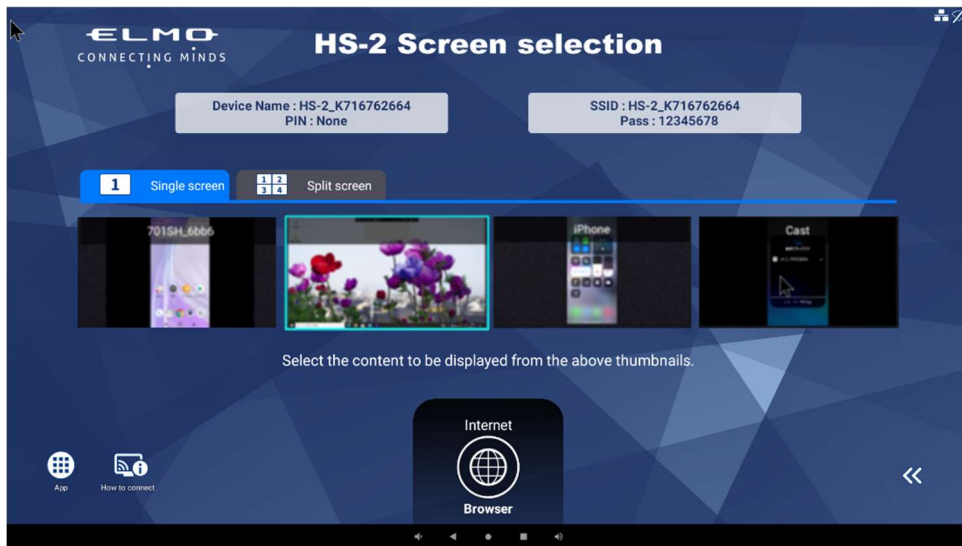 ELMO
CONNECTING MINDS
HS-2 Screen selection
Device Name : HS-2_K716762664
PIN : None
SSID : HS-2_K716762664
Pass : 12345678
1 Single screen
1 2 3 4 Split screen
701SH_6bb6
iPhone
Cast
Select the content to be displayed from the above thumbnails.
Internet
Browser
App
How to connect